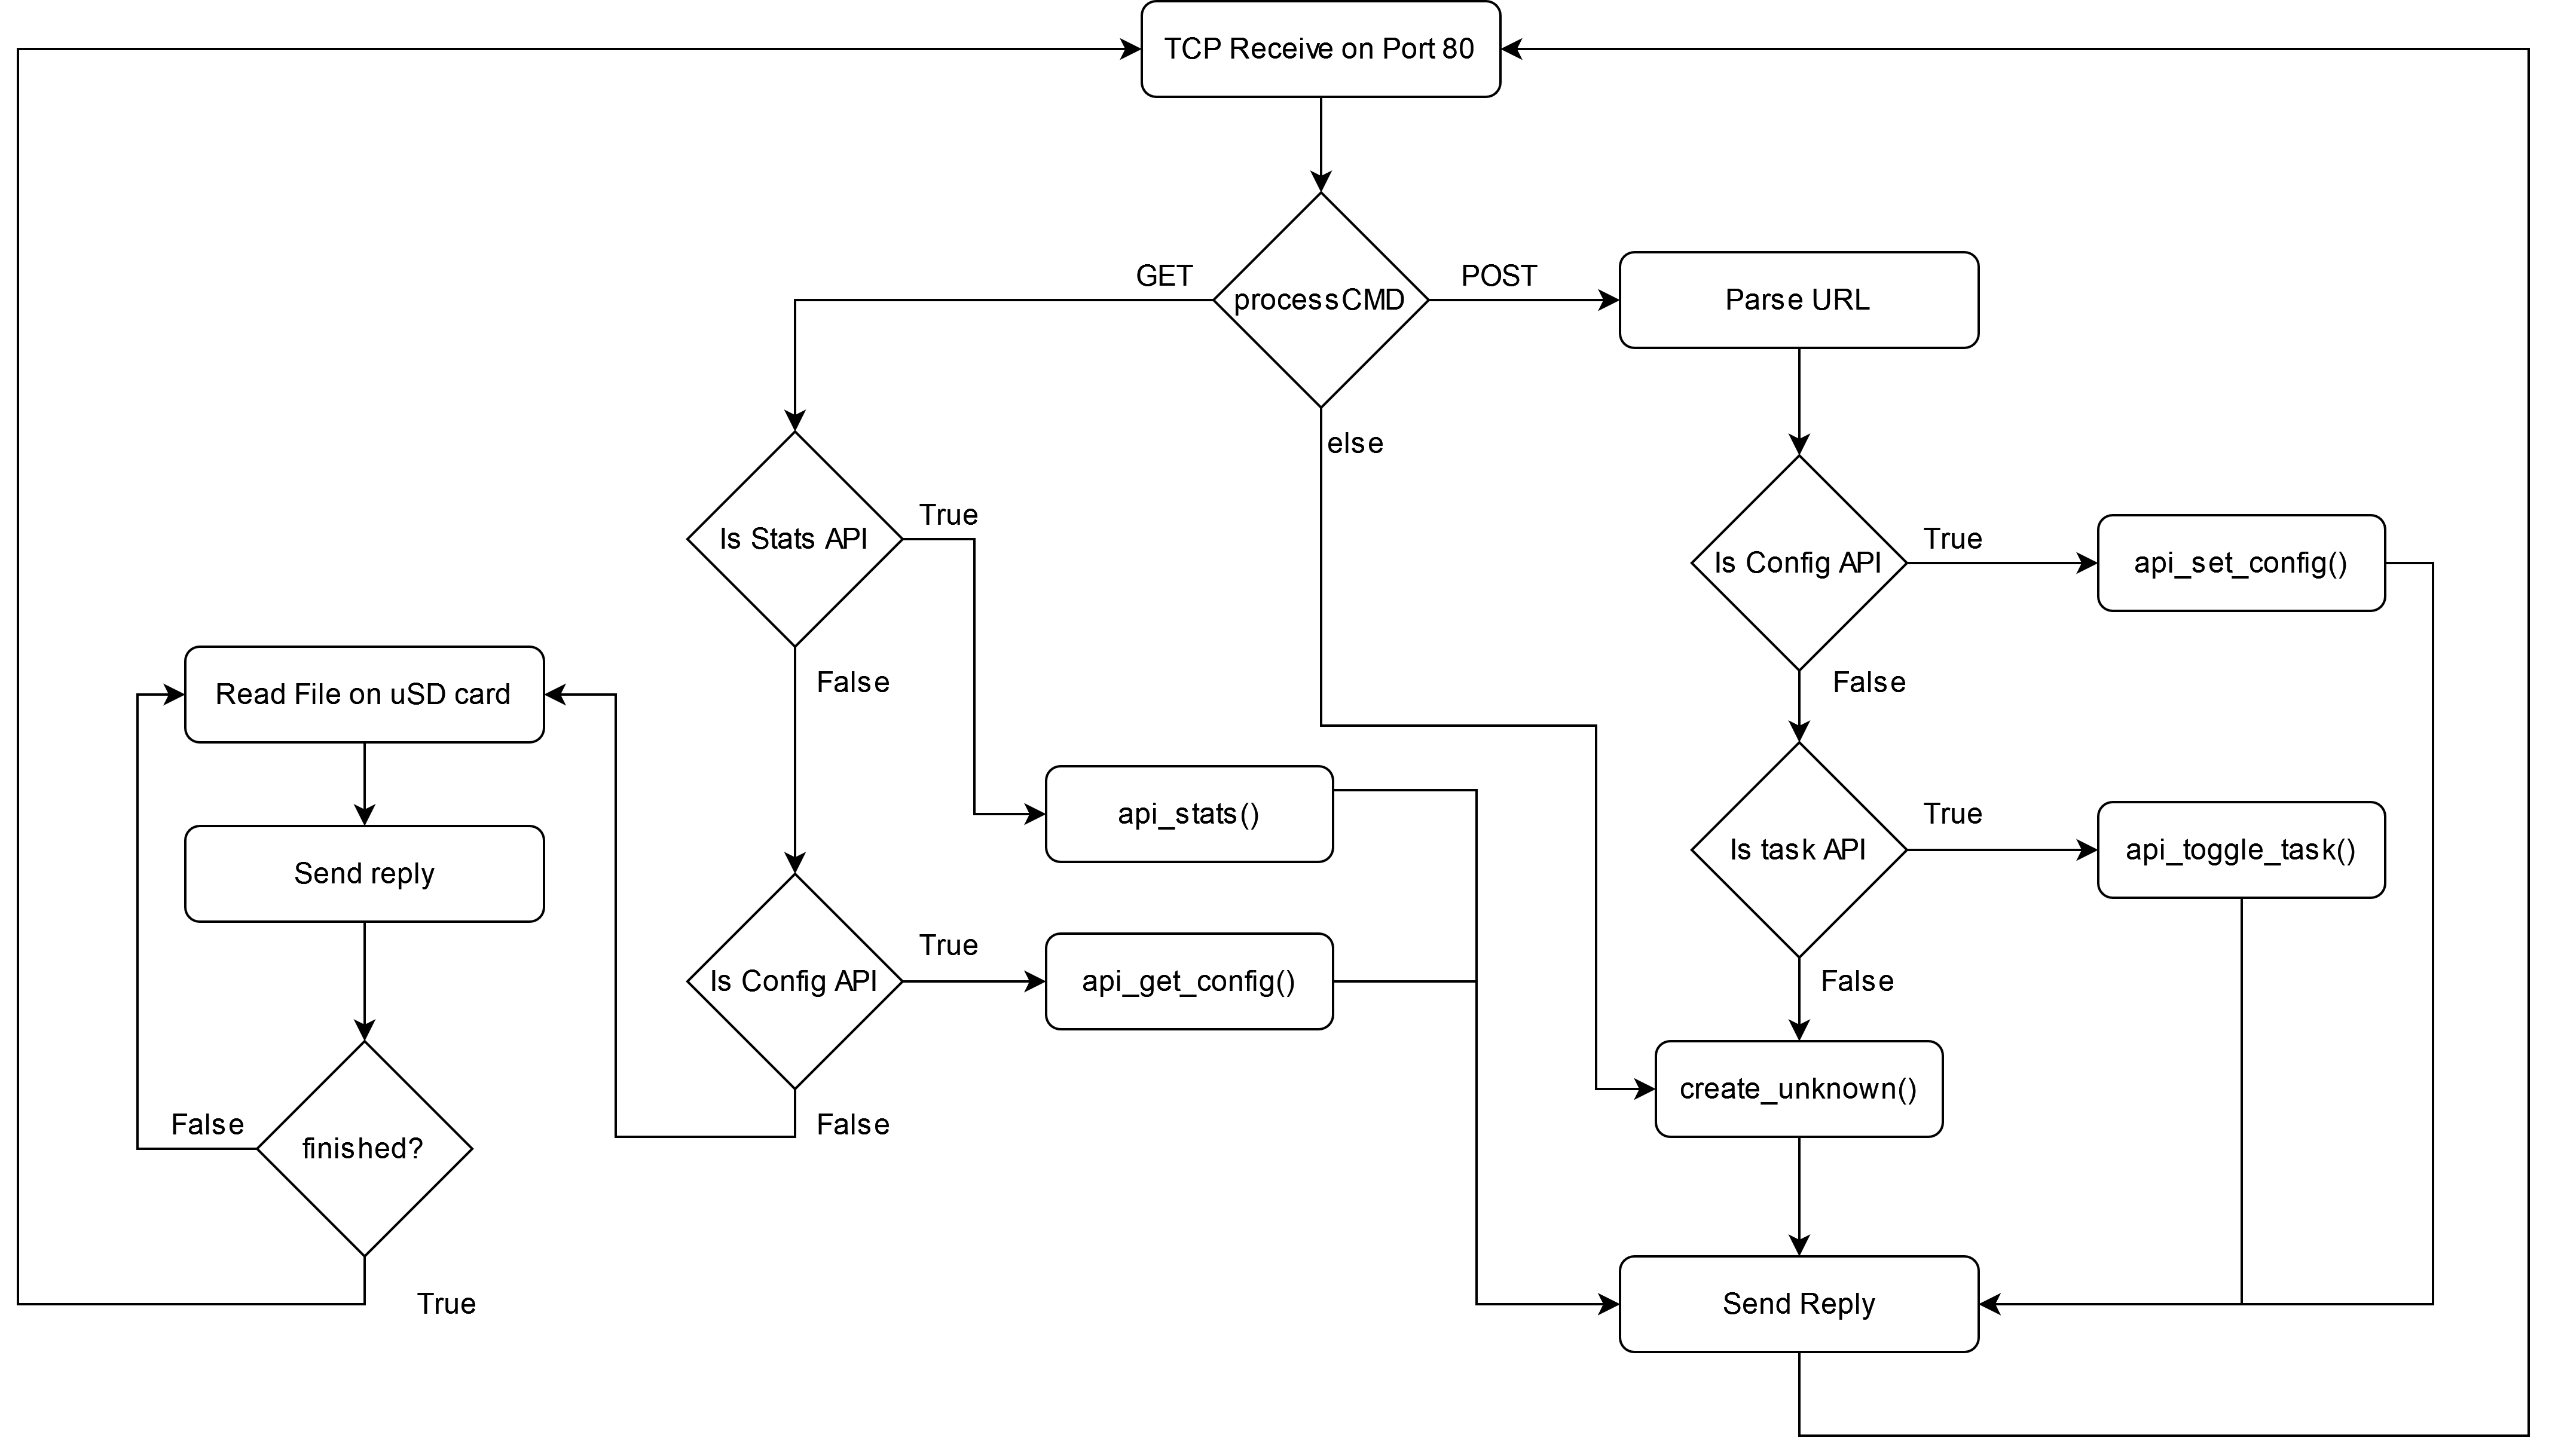 TCP Receive on Port 80
GET
processCMD
POST
Parse URL
else
Is Stats API
True
Is Config API
True
api_set_config()
False
False
Read File on uSD card
api_stats()
Is task API
True
api_toggle_task()
Send reply
Is Config API
True
api_get_config()
False
create_unknown()
False
False
finished?
True
Send Reply